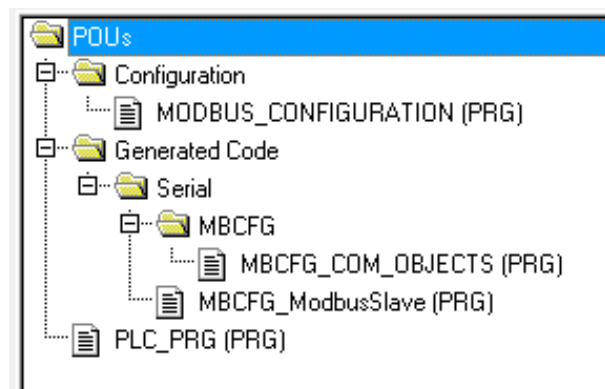 POUs
Configuration
MODBUS_CONFIGURATION (PRG)
Generated Code
Serial
MBCFG
MBCFG_COM_OBJECTS (PRG)
MBCFG_ModbusSlave (PRG)
PLC_PRG (PRG)